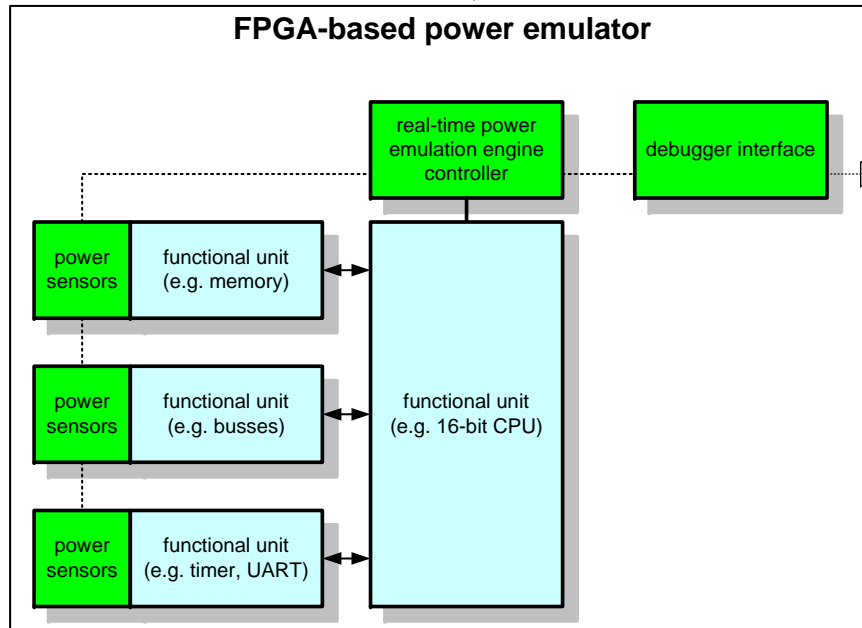 FPGA-based power emulator
real-time power
emulation engine
controller
debugger interface
power
sensors
functional unit
(e.g. memory)
power
sensors
functional unit
(e.g. busses)
functional unit
(e.g. 16-bit CPU)
power
sensors
functional unit
(e.g. timer, UART)